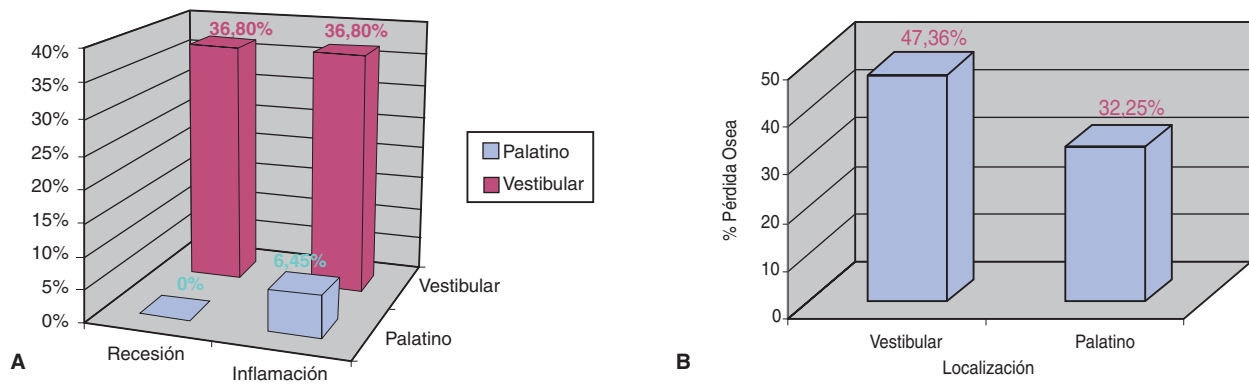 36,80%
36,80%
40%
35%
30%
25%
20%
15%
10%
5%
0%
0%
6,45%
Recesión
Inflamación
Palatino
Vestibular
Palatino
Vestibular
A
47,36%
32,25%
% Pérdida Osea
50
40
30
20
10
0
Vestibular
Palatino
Localización
B